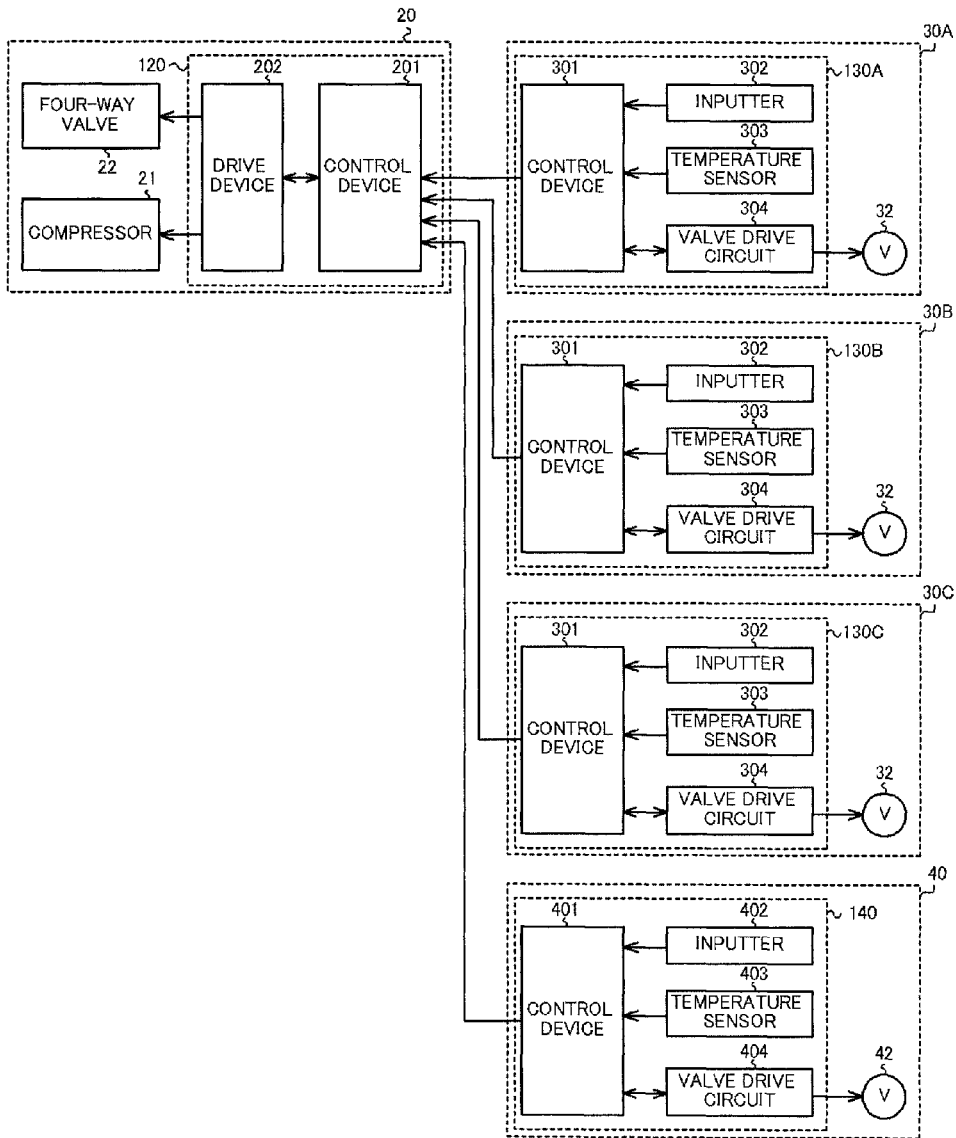 20
120
202
201
FOUR-WAY
VALVE
22
21
COMPRESSOR
DRIVE
DEVICE
CONTROL
DEVICE
30A
130A
301
302
INPUTTER
303
TEMPERATURE
SENSOR
304
VALVE DRIVE
CIRCUIT
CONTROL
DEVICE
32
V
30B
130B
301
302
INPUTTER
303
TEMPERATURE
SENSOR
304
VALVE DRIVE
CIRCUIT
CONTROL
DEVICE
32
V
30C
130C
301
302
INPUTTER
303
TEMPERATURE
SENSOR
304
VALVE DRIVE
CIRCUIT
CONTROL
DEVICE
32
V
40
140
401
402
INPUTTER
403
TEMPERATURE
SENSOR
404
VALVE DRIVE
CIRCUIT
CONTROL
DEVICE
42
V